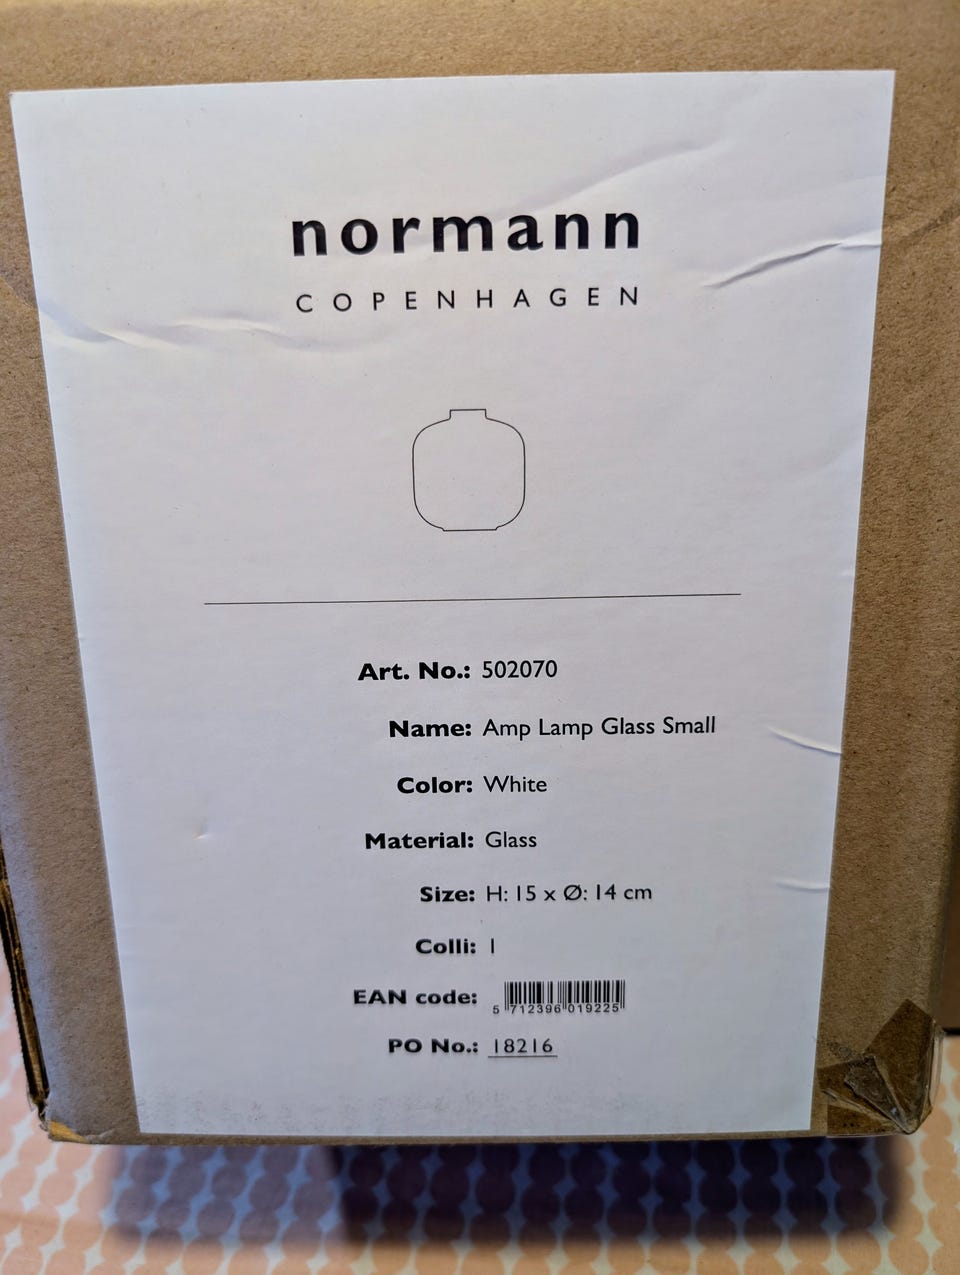 normann
COPENHAGEN
Art. No.: 502070
Name: Amp Lamp Glass Small
Color: White
Material: Glass
Size: H: 15 x Ø: 14 cm
Colli: 1
EAN code: 5 712396 019225
PO No.: 18216